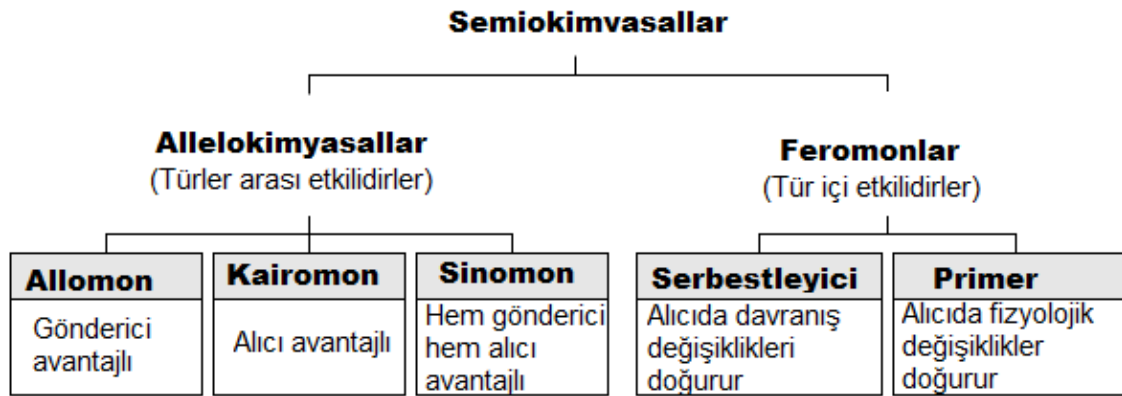 Semiokimvasallar
Allelokimyasallar
(Türler arası etkilidirler)
Feromonlar
(Tür içi etkilidirler)
Allomon
Gönderici
avantajlı
Kairomon
Alıcı avantajlı
Sinomon
Hem gönderici
hem alıcı
avantajlı
Serbestleyici
Alıcıda davranış
değişiklikleri
doğurur
Primer
Alıcıda fizyolojik
değişiklikler
doğurur